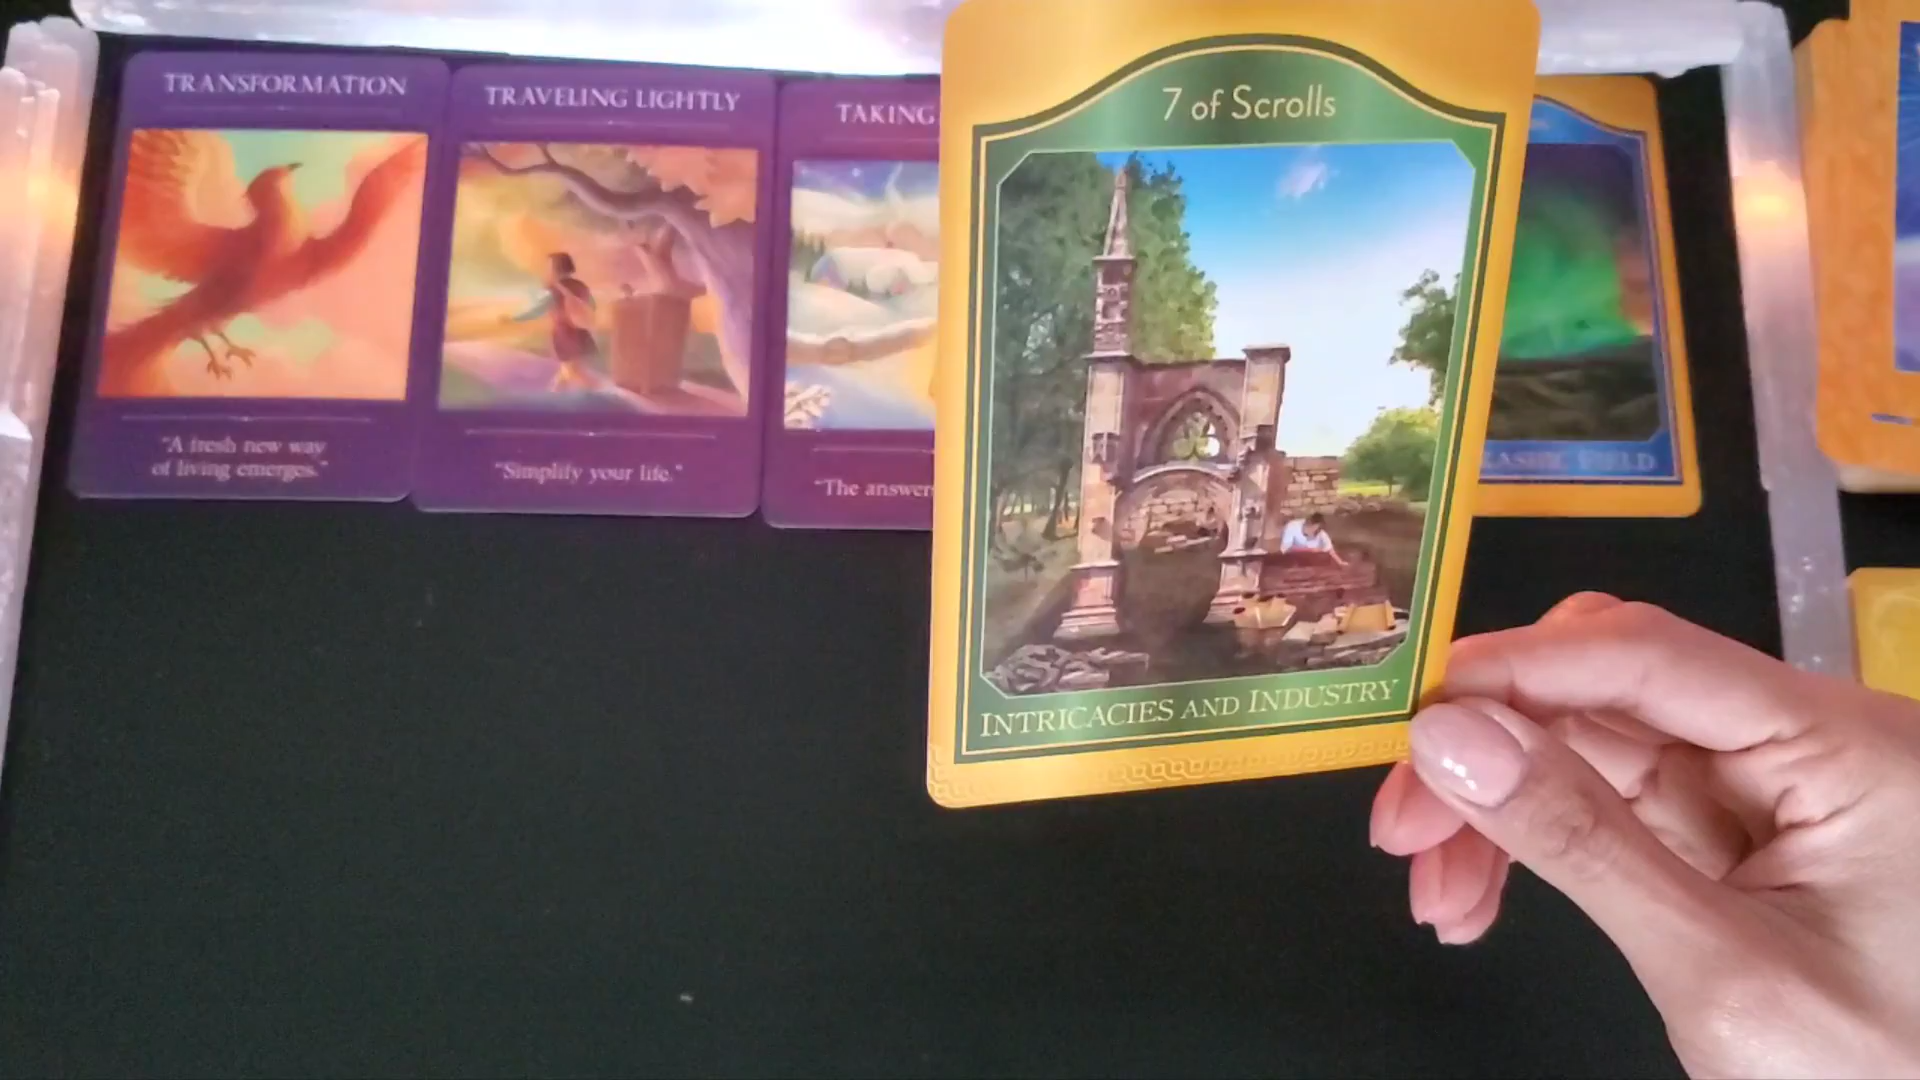 TRANSFORMATION
"A fresh new way
of living emerges."
TRAVELING LIGHTLY
"Simplify your life."
TAKING
"The answer
7 of Scrolls
INTRICACIES AND INDUSTRY
FIELD